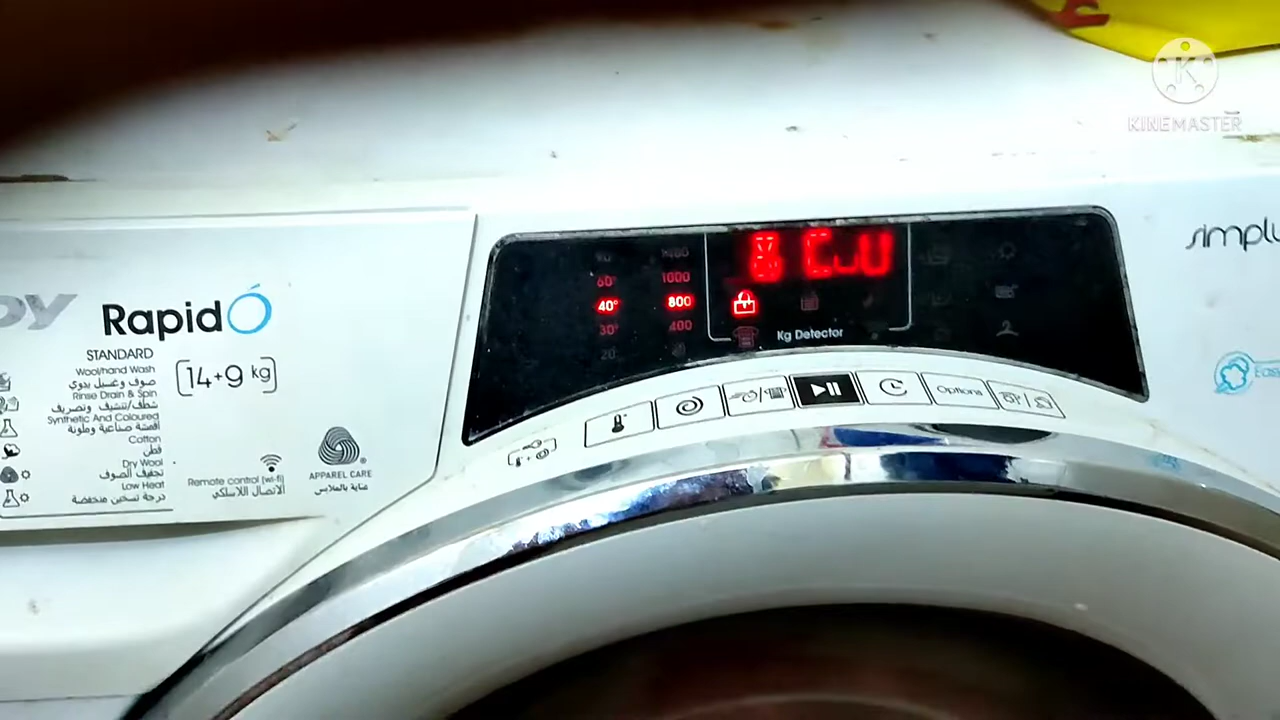 KINEMASTER
simply
Rapidó
STANDARD
[14+9 kg]
Wool/hand Wash
صوف وغسيل يدوي
Rinse Drain & Spin
شطف/تنشيف وتصريف
Synthetic And Coloured
أقمشة صناعية وملونة
Cotton
قطن
Dry Wool
تجفيف الصوف
Low Heat
درجة تسخين منخفضة
Remote control (wi-fi)
الاتصال اللاسلكي
APPAREL CARE
عناية بالملابس
60° 1000
40° 800
30° 400
20°
Kg Detector
Options